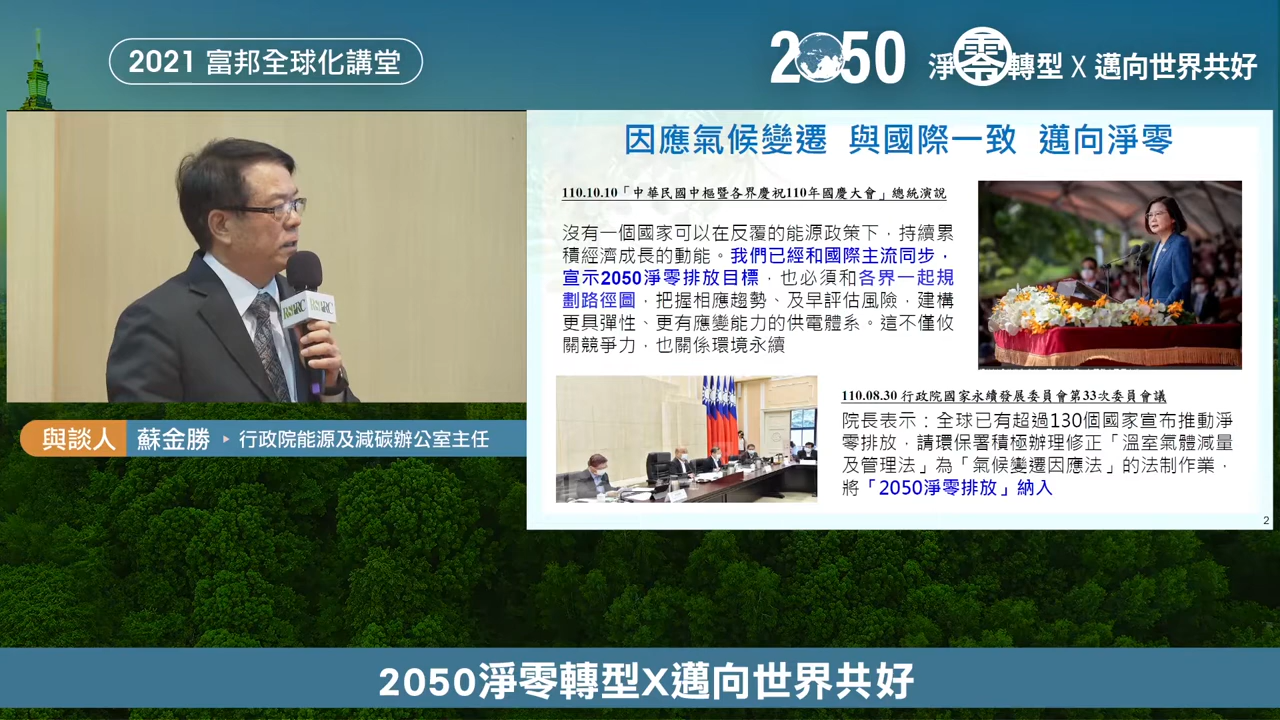 2021 富邦全球化講堂
2050 淨零轉型 X 邁向世界共好
因應氣候變遷 與國際一致 邁向淨零
110.10.10「中華民國中樞暨各界慶祝110年國慶大會」總統演說
沒有一個國家可以在反覆的能源政策下，持續累
積經濟成長的動能。我們已經和國際主流同步，
宣示2050淨零排放目標，也必須和各界一起規
劃路徑圖，把握相應趨勢、及早評估風險，建構
更具彈性、更有應變能力的供電體系。這不僅攸
關競爭力，也關係環境永續
110.08.30 行政院國家永續發展委員會第33次委員會議
院長表示：全球已有超過130個國家宣布推動淨
零排放，請環保署積極辦理修正「溫室氣體減量
及管理法」為「氣候變遷因應法」的法制作業，
將「2050淨零排放」納入
2
與談人 蘇金勝 ▸ 行政院能源及減碳辦公室主任
2050淨零轉型X邁向世界共好